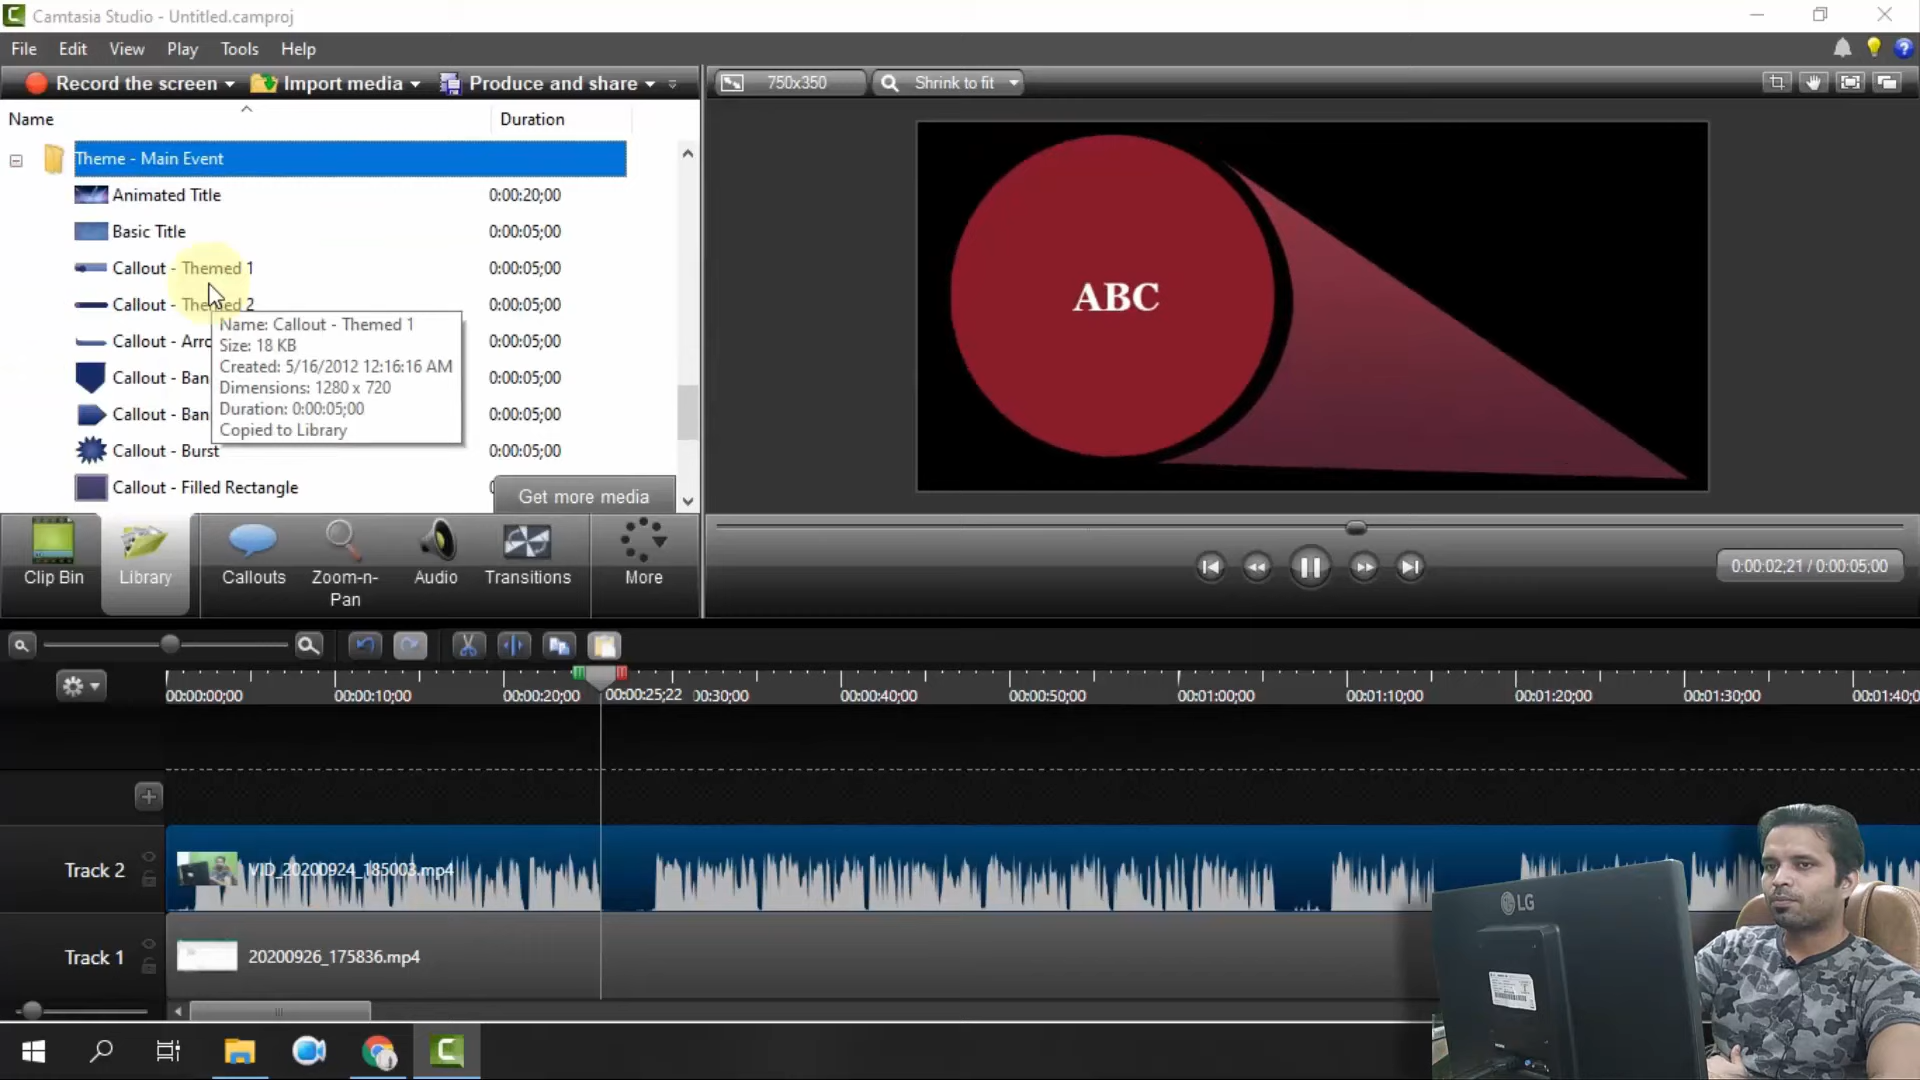 Camtasia Studio - Untitled.camproj
File Edit View Play Tools Help
Record the screen Import media Produce and share
750x350 Shrink to fit
Name Duration
Theme - Main Event
Animated Title 0:00:20;00
Basic Title 0:00:05;00
Callout - Themed 1 0:00:05;00
Callout - Themed 2 0:00:05;00
Callout - Arro 0:00:05;00
Callout - Ban 0:00:05;00
Callout - Ban 0:00:05;00
Callout - Burst 0:00:05;00
Callout - Filled Rectangle
Name: Callout - Themed 1
Size: 18 KB
Created: 5/16/2012 12:16:16 AM
Dimensions: 1280 x 720
Duration: 0:00:05;00
Copied to Library
Get more media
ABC
Clip Bin Library Callouts Zoom-n-Pan Audio Transitions More
0:00:02;21 / 0:00:05;00
00:00:00;00 00:00:10;00 00:00:20;00 00:00:25;22 00:30;00 00:00:40;00 00:00:50;00 00:01:00;00 00:01:10;00 00:01:20;00 00:01:30;00 00:01:40;0
Track 2 VID_20200924_185003.mp4
Track 1 20200926_175836.mp4
LG